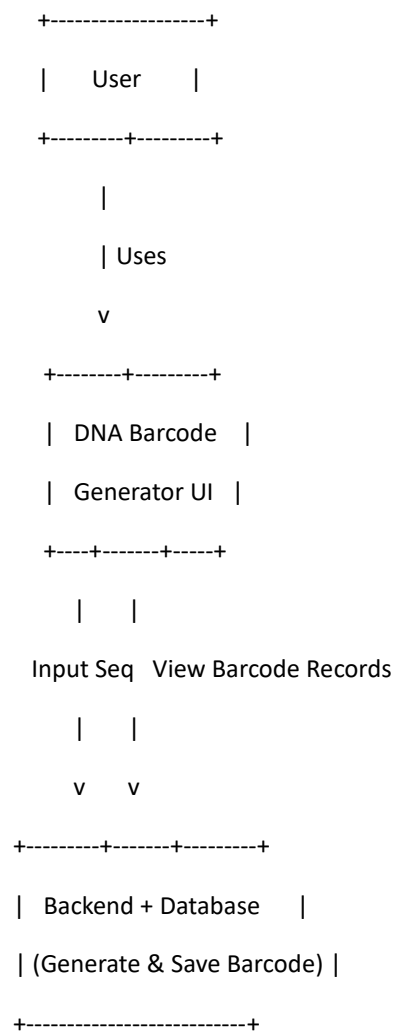 +-------------------+
|      User      |
+---------+---------+
|
| Uses
v
+--------+---------+
|   DNA Barcode   |
|   Generator UI   |
+----+-------+-----+
|      |
Input Seq   View Barcode Records
|      |
v      v
+---------+-------+---------+
|   Backend + Database      |
| (Generate & Save Barcode) |
+---------------------------+